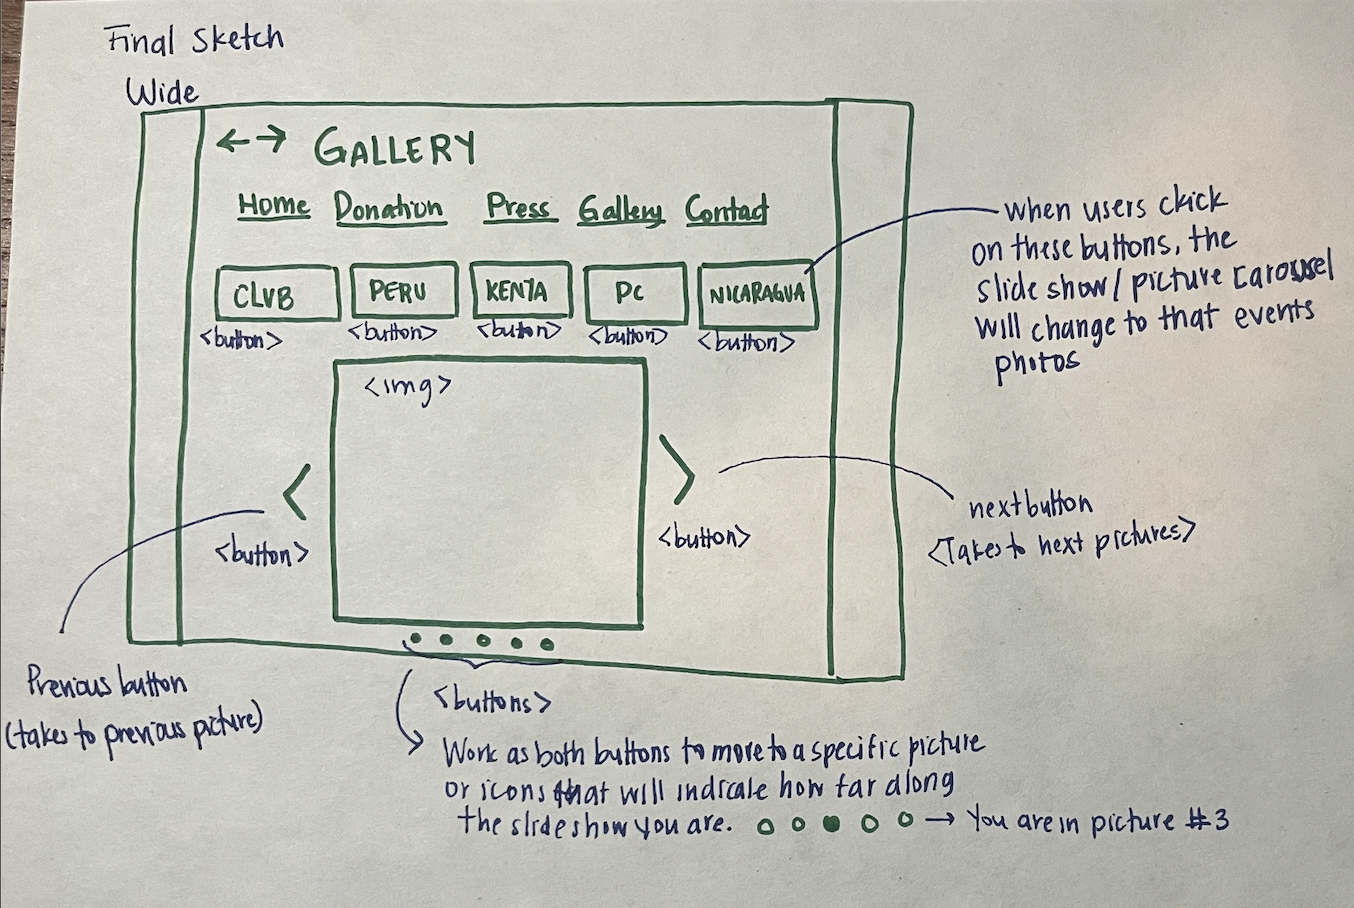 Final Sketch
Wide
←→ GALLERY
Home Donation Press Gallery Contact
CLUB PERU KENYA PC NICARAGUA
<button> <button> <button> <button> <button>
when users clcick
on these buttons, the
slide show/picture carousel
will change to that events
photos
<img>
< >
<button> <button>
next button
<Takes to next pictures>
Previous button
(takes to previous picture)
<buttons>
Work as both buttons to move to a specific picture
or icons that will indicate how far along
the slideshow you are. → You are in picture #3